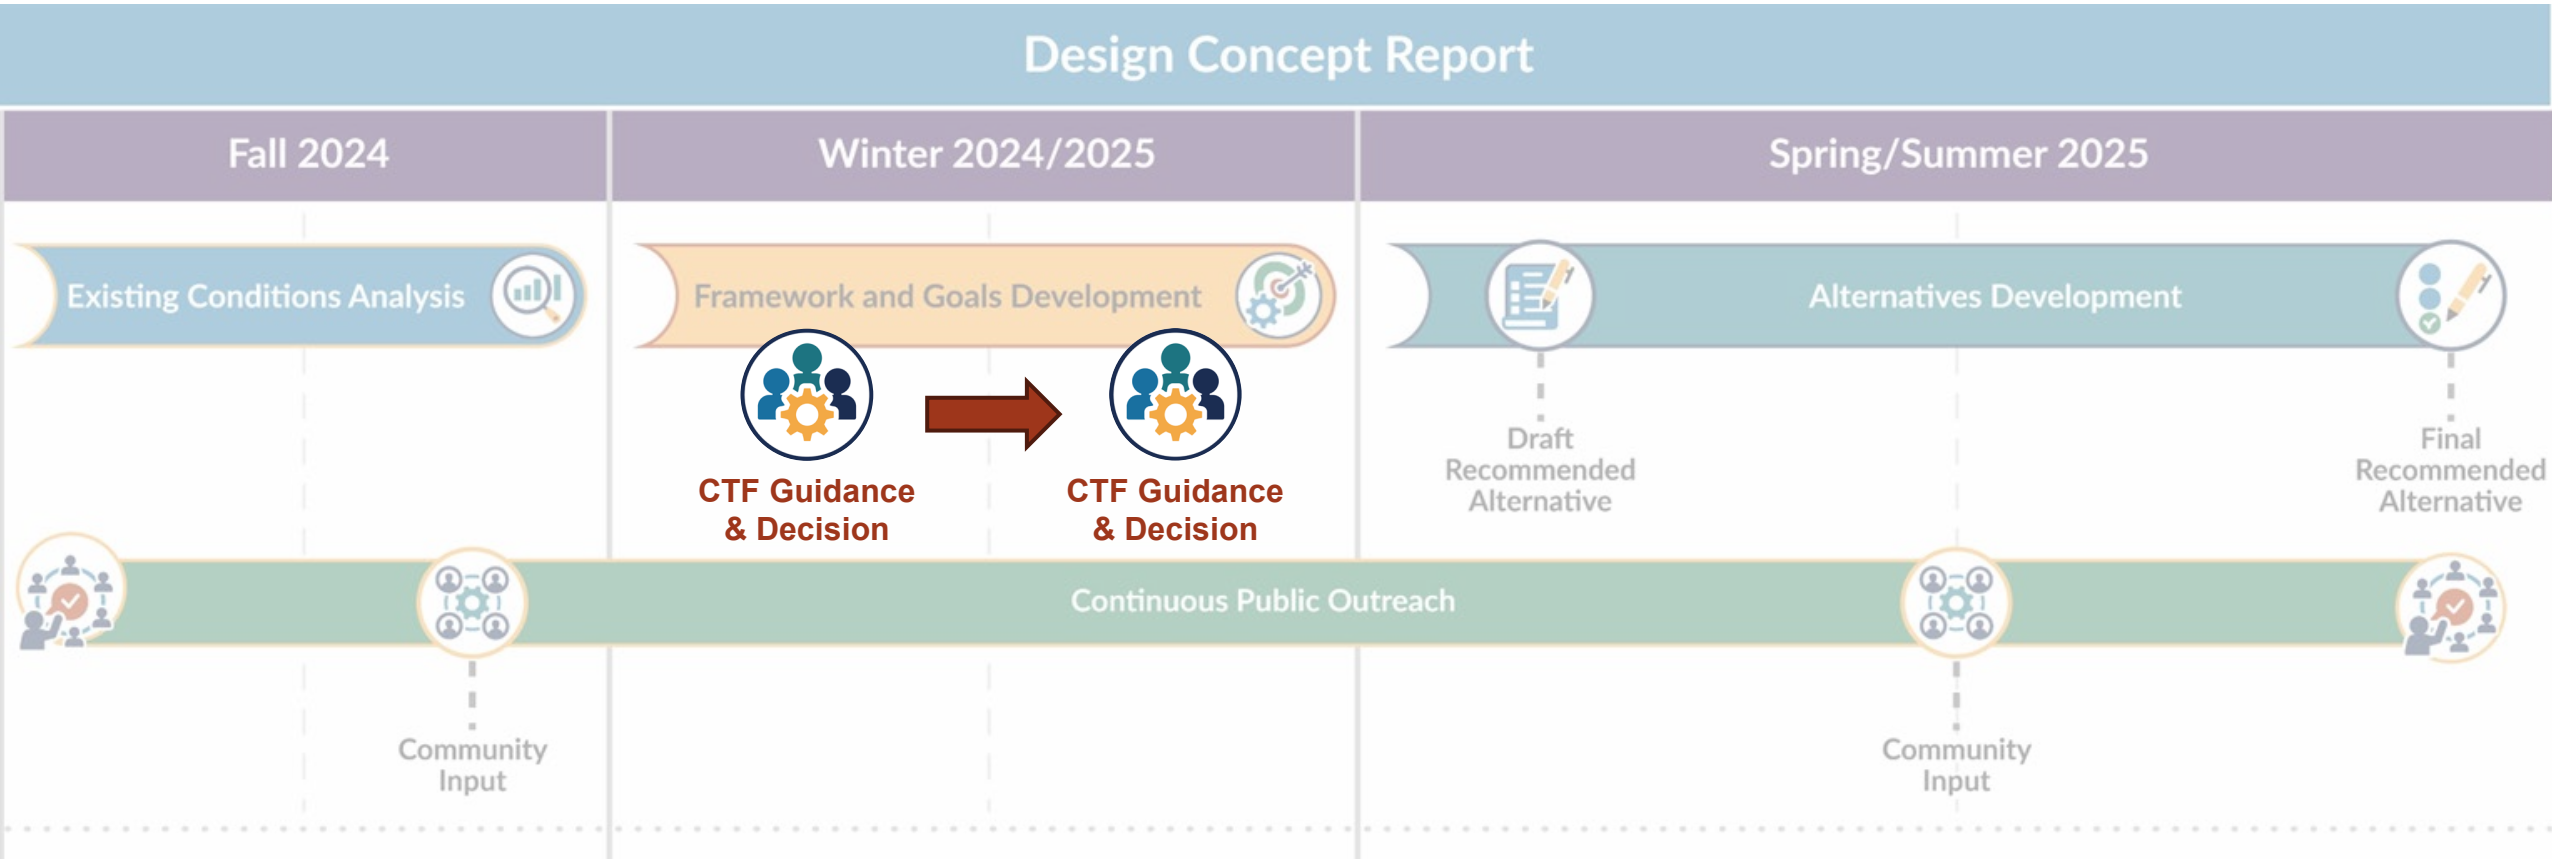 Design Concept Report
Fall 2024
Winter 2024/2025
Spring/Summer 2025
Existing Conditions Analysis
Framework and Goals Development
Alternatives Development
CTF Guidance
& Decision
CTF Guidance
& Decision
Draft
Recommended
Alternative
Final
Recommended
Alternative
Continuous Public Outreach
Community
Input
Community
Input